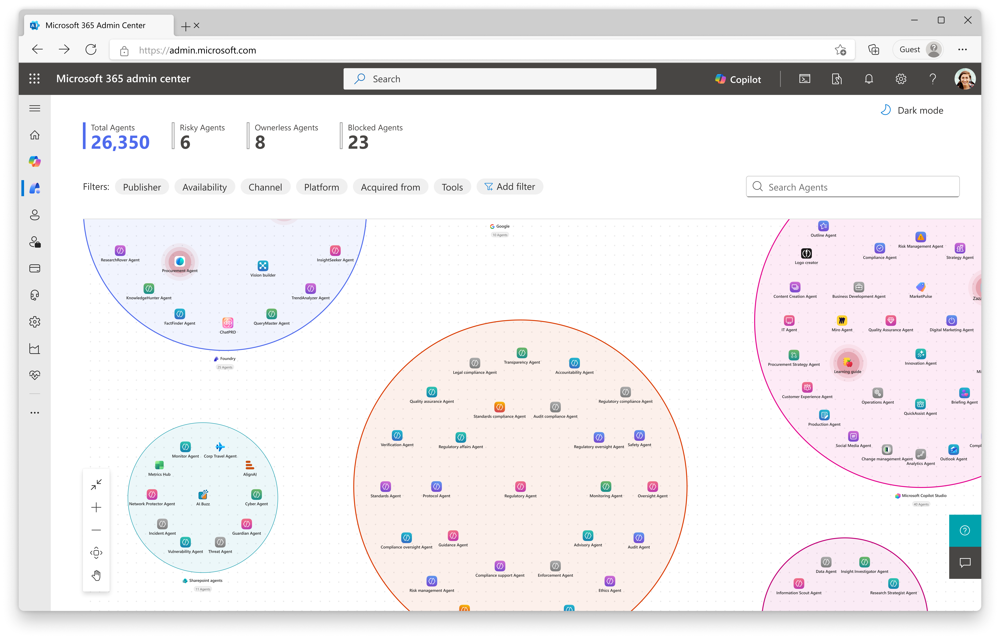 Microsoft 365 Admin Center
https://admin.microsoft.com
Guest
Microsoft 365 admin center
Search
Copilot
Dark mode
Total Agents
26,350
Risky Agents
6
Ownerless Agents
8
Blocked Agents
23
Filters:
Publisher
Availability
Channel
Platform
Acquired from
Tools
Add filter
Search Agents
ResearchRover Agent
Procurement Agent
Vision builder
InsightSeeker Agent
KnowledgeHunter Agent
TrendAnalyzer Agent
FactFinder Agent
ChatPRD
QueryMaster Agent
Foundry
25 Agents
Google
10 Agents
Outline Agent
Risk Management Agent
Logo creator
Compliance Agent
Strategy Agent
Content Creation Agent
Business Development Agent
MarketPulse
Zaza
IT Agent
Miro Agent
Quality Assurance Agent
Digital Marketing Agent
Procurement Strategy Agent
Learning guide
Innovation Agent
Mi
Customer Experience Agent
Operations Agent
QuickAssist Agent
Briefing Agent
Production Agent
Social Media Agent
Compl
Change management Agent
Analytics Agent
Outlook Agent
Microsoft Copilot Studio
40 Agents
Transparency Agent
Legal compliance Agent
Accountability Agent
Quality assurance Agent
Regulatory compliance Agent
Standards compliance Agent
Audit compliance Agent
Verification Agent
Regulatory affairs Agent
Regulatory oversight Agent
Safety Agent
Standards Agent
Protocol Agent
Regulatory Agent
Monitoring Agent
Oversight Agent
Compliance oversight Agent
Guidance Agent
Advisory Agent
Audit Agent
Compliance support Agent
Enforcement Agent
Risk management Agent
Ethics Agent
Monitor Agent
Corp Travel Agent
Metrics Hub
AlignAI
Network Protector Agent
AI Buzz
Cyber Agent
Incident Agent
Guardian Agent
Vulnerability Agent
Threat Agent
Sharepoint agents
11 Agents
Data Agent
Insight Investigator Agent
Information Scout Agent
Research Strategist Agent